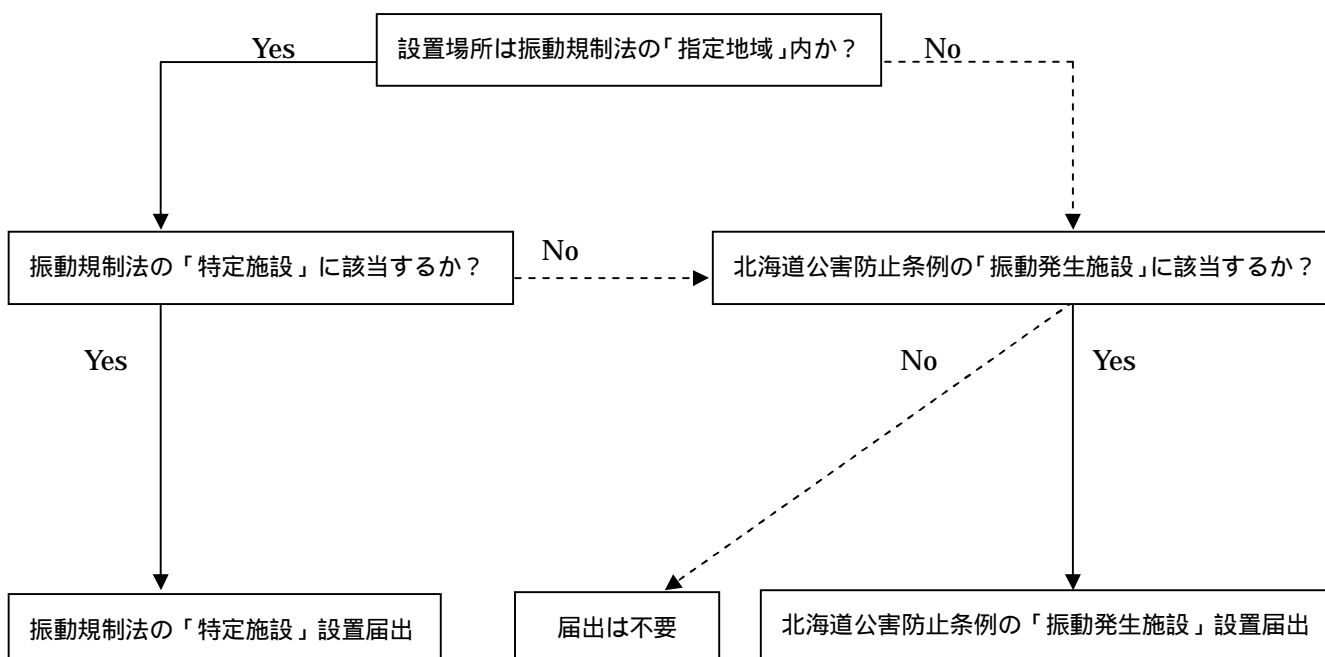 Yes
設置場所は振動規制法の「指定地域」内か？
No
振動規制法の「特定施設」に該当するか？
No
北海道公害防止条例の「振動発生施設」に該当するか？
Yes
No
Yes
振動規制法の「特定施設」設置届出
届出は不要
北海道公害防止条例の「振動発生施設」設置届出